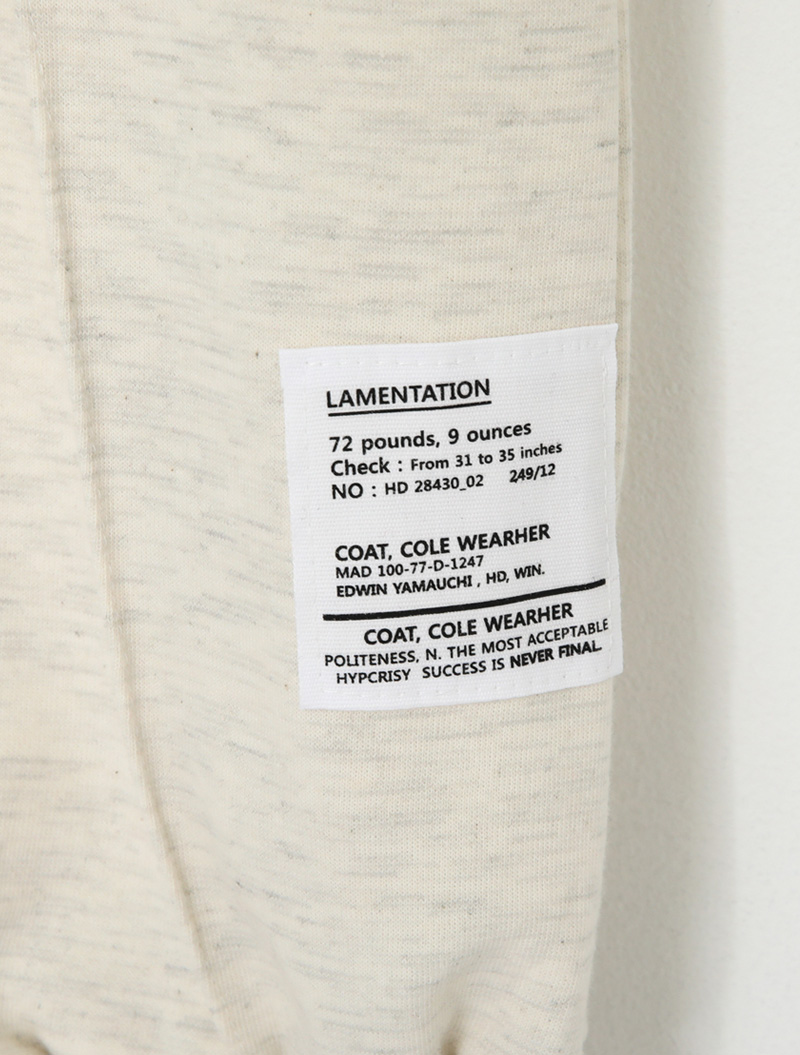 LAMENTATION
72 pounds, 9 ounces
Check : From 31 to 35 inches
NO : HD 28430_02 249/12
COAT, COLE WEARHER
MAD 100-77-D-1247
EDWIN YAMAUCHI , HD, WIN.
COAT, COLE WEARHER
POLITENESS, N. THE MOST ACCEPTABLE
HYPCRISY SUCCESS IS NEVER FINAL.